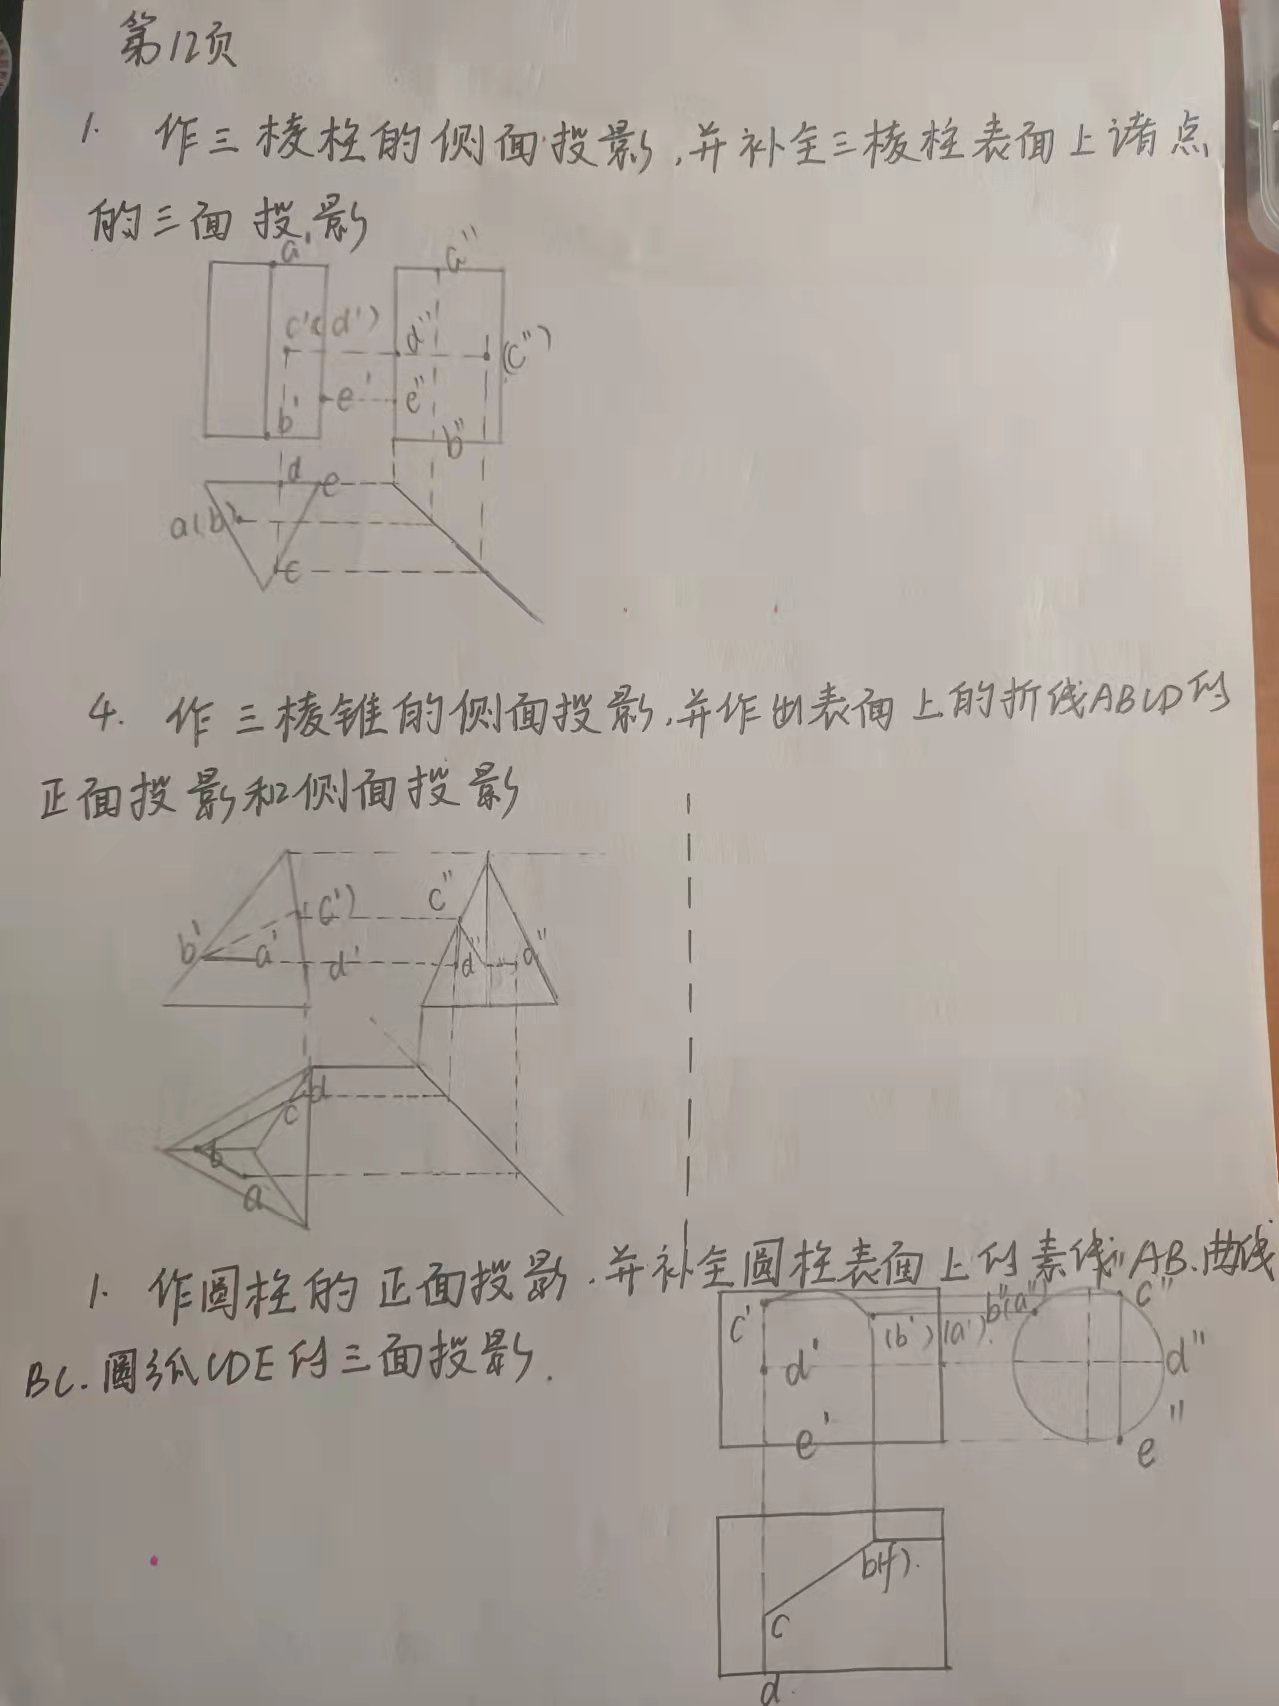 第12页
1. 作三棱柱的侧面投影,并补全三棱柱表面上诸点
的三面投影
a' a"
c'( d') d" (c")
e' e"
b' b"
d e
a(b)
c
4. 作三棱锥的侧面投影,并作出表面上的折线ABCD的
正面投影和侧面投影
c" (c')
b' a' d' d" a"
d
c
b
a
1. 作圆柱的正面投影,并补全圆柱表面上的素线AB.曲线
BC.圆弧CDE的三面投影.
c' (b')(a') b"(a") c"
d' d"
e' e"
b(f).
c
d